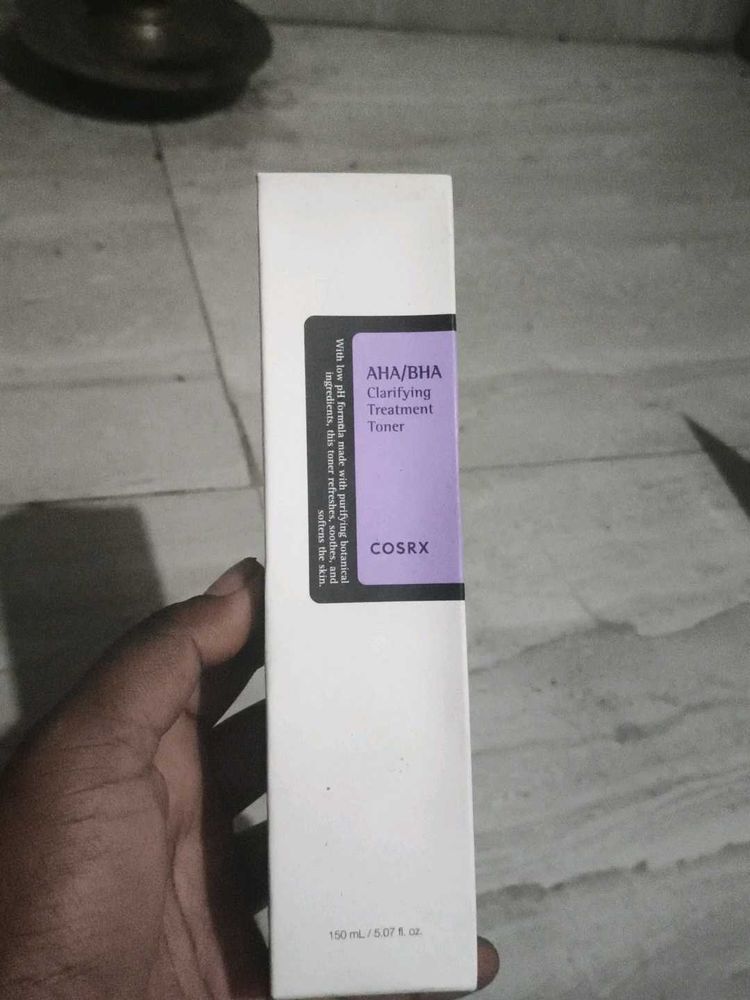 AHA/BHA
Clarifying
Treatment
Toner
COSRX
With low pH formula made with purifying botanical
ingredients, this toner refreshes, soothes, and
softens the skin.
150 mL / 5.07 fl. oz.